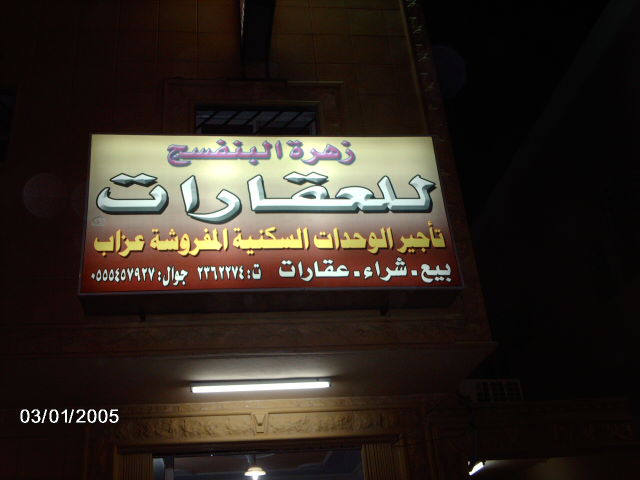 زهرة البنفسج
للعقارات
تأجير الوحدات السكنية المفروشة عزاب
بيع - شراء - عقارات ت: ٢٣٦٢٢٧٤ جوال: ٠٥٥٥٤٥٧٩٢٧
03/01/2005